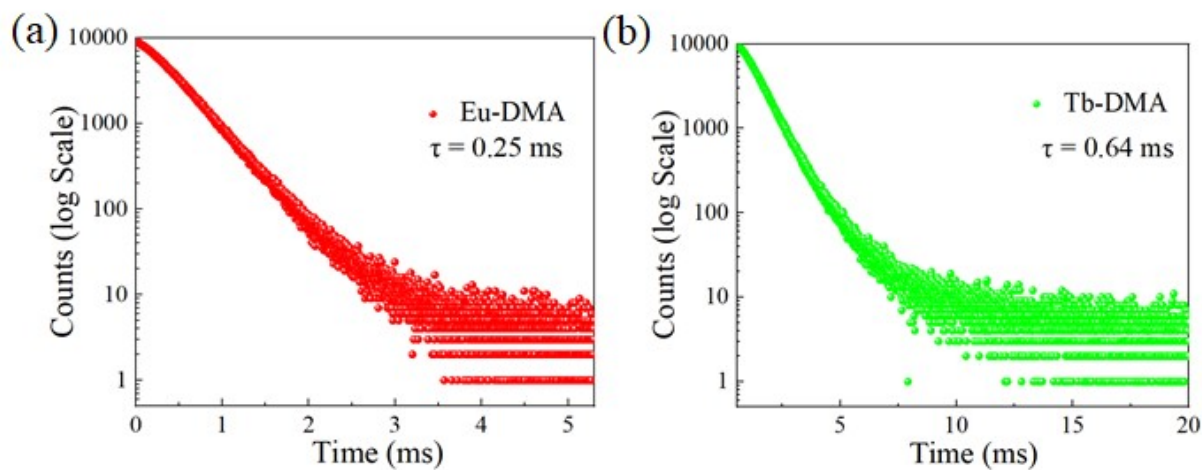 (a)
10000
1000
100
10
1
Counts (log Scale)
Eu-DMA
τ = 0.25 ms
0 1 2 3 4 5
Time (ms)
(b)
10000
1000
100
10
1
Counts (log Scale)
Tb-DMA
τ = 0.64 ms
5 10 15 20
Time (ms)